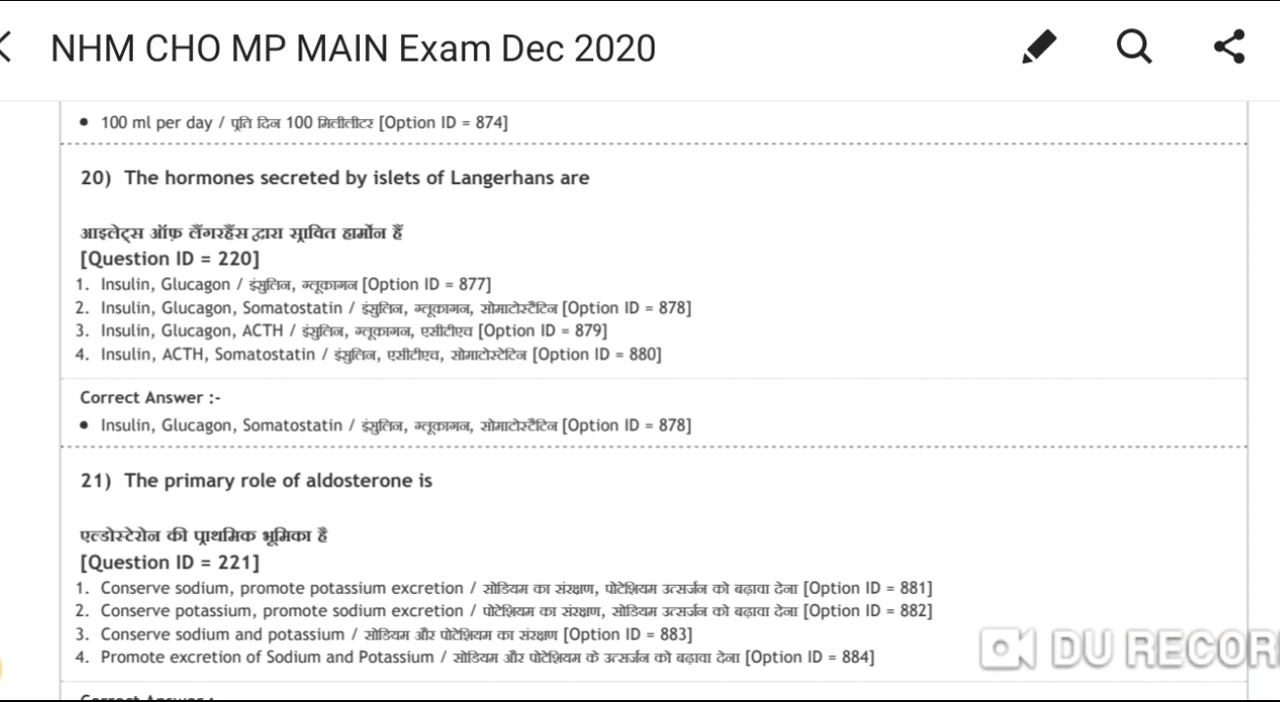 NHM CHO MP MAIN Exam Dec 2020
• 100 ml per day / प्रति दिन 100 मिलीलीटर [Option ID = 874]
20) The hormones secreted by islets of Langerhans are
आइलेट्स ऑफ़ लैंगरहैंस द्वारा स्रावित हार्मोन हैं
[Question ID = 220]
1. Insulin, Glucagon / इंसुलिन, ग्लूकागन [Option ID = 877]
2. Insulin, Glucagon, Somatostatin / इंसुलिन, ग्लूकागन, सोमाटोस्टैटिन [Option ID = 878]
3. Insulin, Glucagon, ACTH / इंसुलिन, ग्लूकागन, एसीटीएच [Option ID = 879]
4. Insulin, ACTH, Somatostatin / इंसुलिन, एसीटीएच, सोमाटोस्टेटिन [Option ID = 880]
Correct Answer :-
• Insulin, Glucagon, Somatostatin / इंसुलिन, ग्लूकागन, सोमाटोस्टैटिन [Option ID = 878]
21) The primary role of aldosterone is
एल्डोस्टेरोन की प्राथमिक भूमिका है
[Question ID = 221]
1. Conserve sodium, promote potassium excretion / सोडियम का संरक्षण, पोटेशियम उत्सर्जन को बढ़ावा देना [Option ID = 881]
2. Conserve potassium, promote sodium excretion / पोटेशियम का संरक्षण, सोडियम उत्सर्जन को बढ़ावा देना [Option ID = 882]
3. Conserve sodium and potassium / सोडियम और पोटेशियम का संरक्षण [Option ID = 883]
4. Promote excretion of Sodium and Potassium / सोडियम और पोटेशियम के उत्सर्जन को बढ़ावा देना [Option ID = 884]
DU RECOR
Correct Answer :